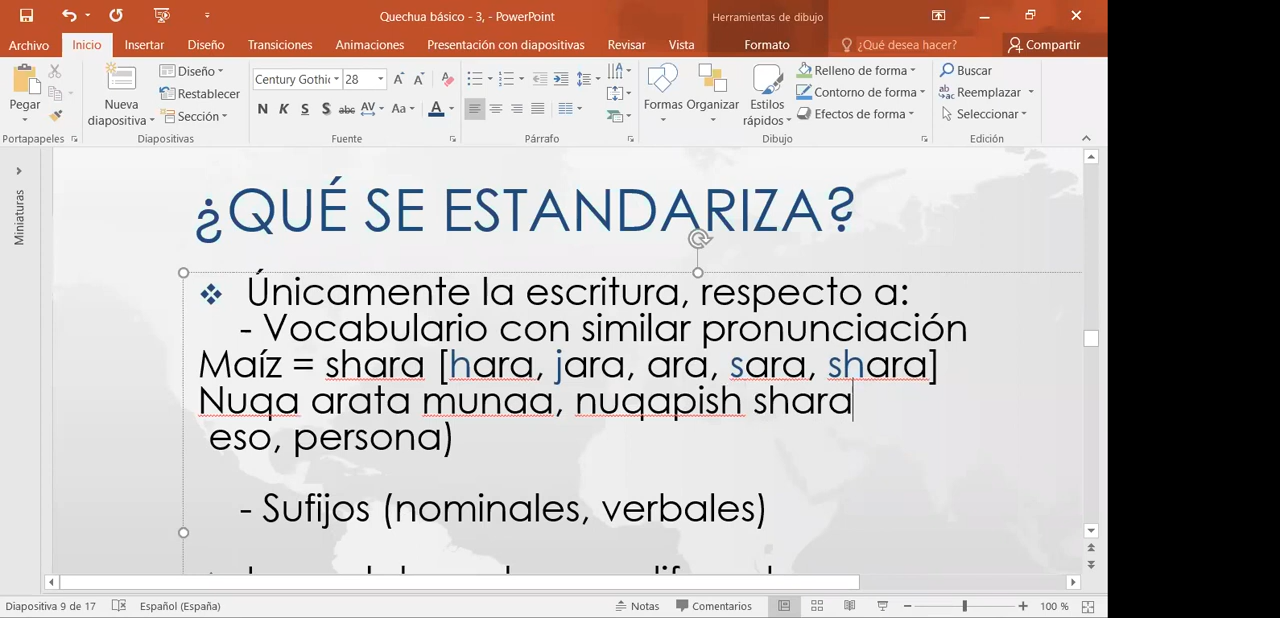 Quechua básico - 3, - PowerPoint
Herramientas de dibujo
Archivo Inicio Insertar Diseño Transiciones Animaciones Presentación con diapositivas Revisar Vista Formato ¿Qué desea hacer? Compartir
Pegar
Nueva diapositiva
Diseño
Restablecer
Sección
Century Gothic 28
N K S S abc AV Aa A
Formas Organizar Estilos rápidos
Relleno de forma
Contorno de forma
Efectos de forma
Buscar
Reemplazar
Seleccionar
Portapapeles Diapositivas Fuente Párrafo Dibujo Edición
Miniaturas
¿QUÉ SE ESTANDARIZA?
Únicamente la escritura, respecto a:
- Vocabulario con similar pronunciación
Maíz = shara [hara, jara, ara, sara, shara]
Nuqa arata munaa, nuqapish shara
eso, persona)
- Sufijos (nominales, verbales)
Diapositiva 9 de 17 Español (España) Notas Comentarios 100 %